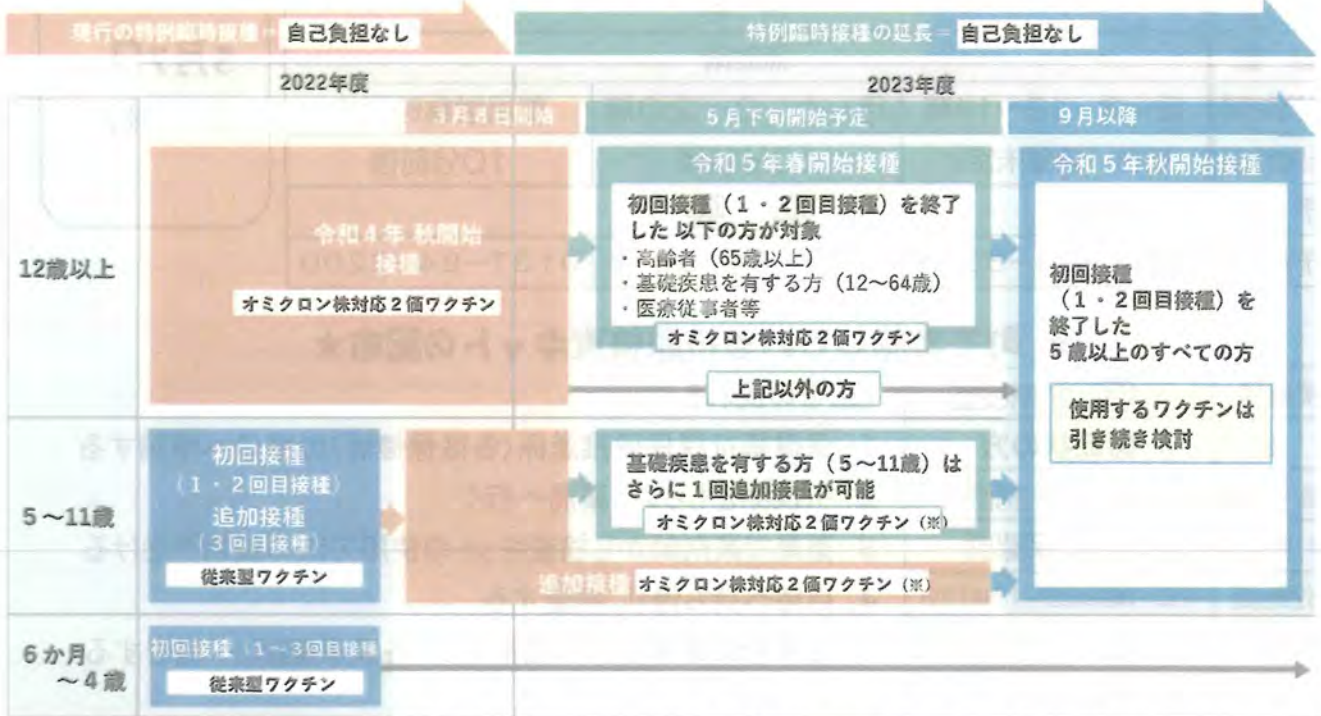 現行の特例臨時接種＝ 自己負担なし
特例臨時接種の延長＝ 自己負担なし
2022年度
2023年度
3月8日開始
5月下旬開始予定
9月以降
12歳以上
令和4年 秋開始
接種
オミクロン株対応2価ワクチン
令和5年春開始接種
初回接種（1・2回目接種）を終了
した 以下の方が対象
・高齢者（65歳以上）
・基礎疾患を有する方（12～64歳）
・医療従事者等
オミクロン株対応2価ワクチン
上記以外の方
令和5年秋開始接種
初回接種
（1・2回目接種）を
終了した
5歳以上のすべての方
使用するワクチンは
引き続き検討
5～11歳
初回接種
（1・2回目接種）
追加接種
（3回目接種）
従来型ワクチン
基礎疾患を有する方（5～11歳）は
さらに1回追加接種が可能
オミクロン株対応2価ワクチン（※）
追加接種 オミクロン株対応2価ワクチン（※）
6か月
～4歳
初回接種（1～3回目接種
従来型ワクチン